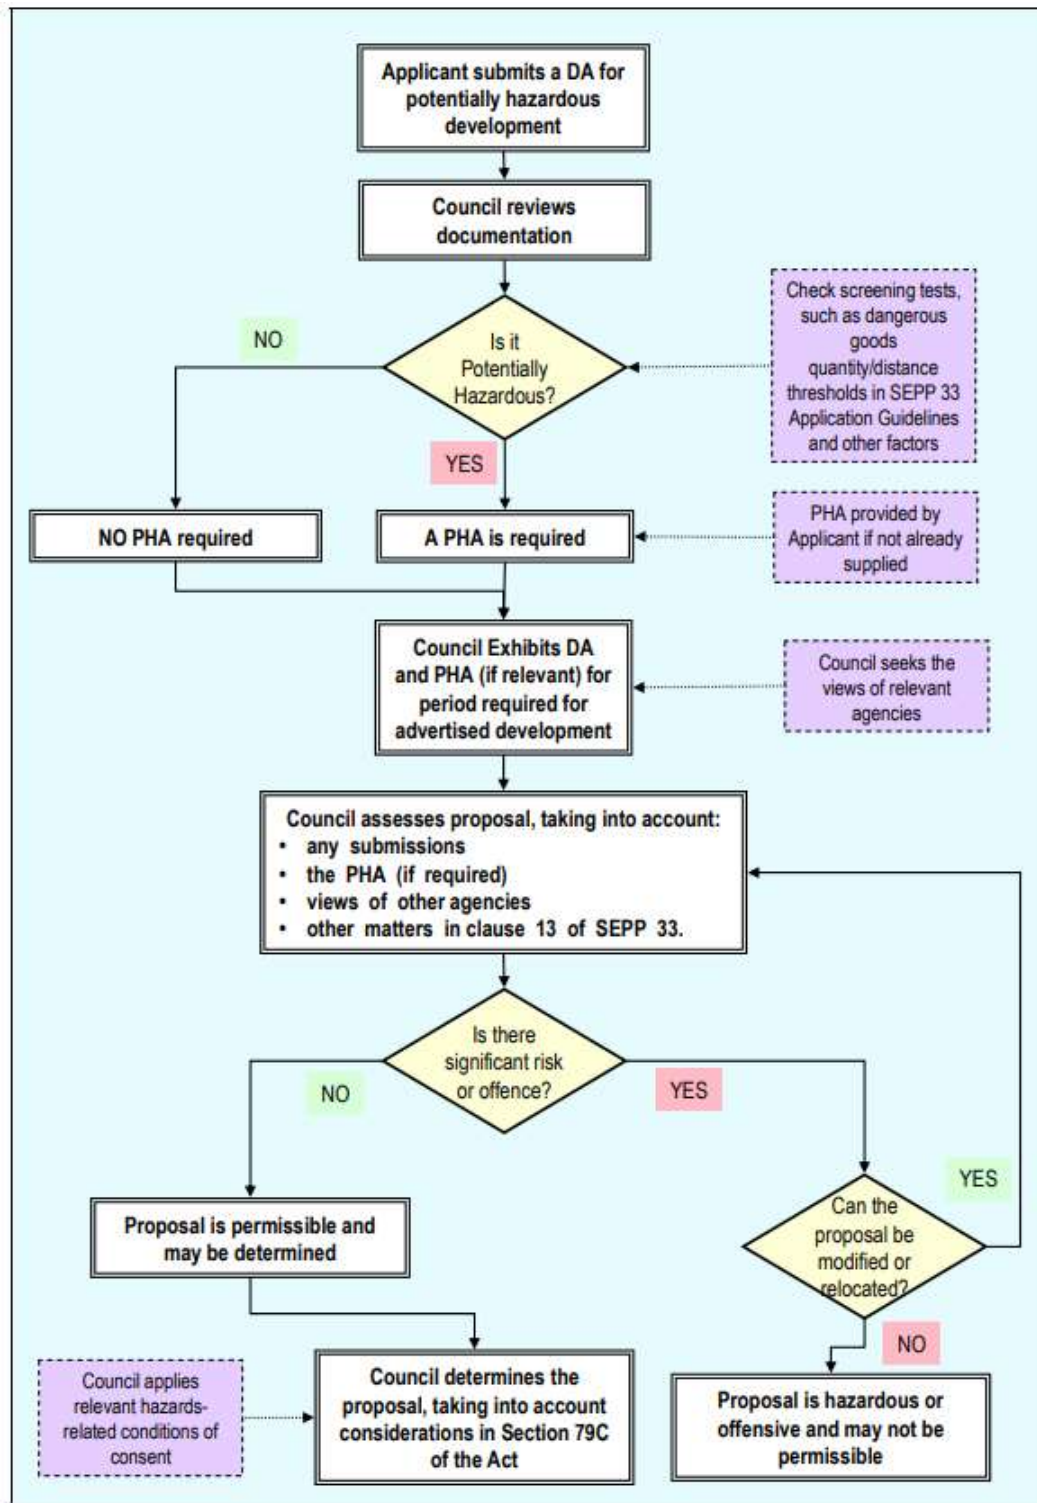 Applicant submits a DA for
potentially hazardous
development
Council reviews
documentation
Check screening tests,
such as dangerous
goods
quantity/distance
thresholds in SEPP 33
Application Guidelines
and other factors
NO
Is it
Potentially
Hazardous?
YES
NO PHA required
A PHA is required
PHA provided by
Applicant if not already
supplied
Council Exhibits DA
and PHA (if relevant) for
period required for
advertised development
Council seeks the
views of relevant
agencies
Council assesses proposal, taking into account:
• any submissions
• the PHA (if required)
• views of other agencies
• other matters in clause 13 of SEPP 33.
Is there
significant risk
or offence?
NO
YES
YES
Proposal is permissible and
may be determined
Can the
proposal be
modified or
relocated?
NO
Council applies
relevant hazards-
related conditions of
consent
Council determines the
proposal, taking into account
considerations in Section 79C
of the Act
Proposal is hazardous or
offensive and may not be
permissible